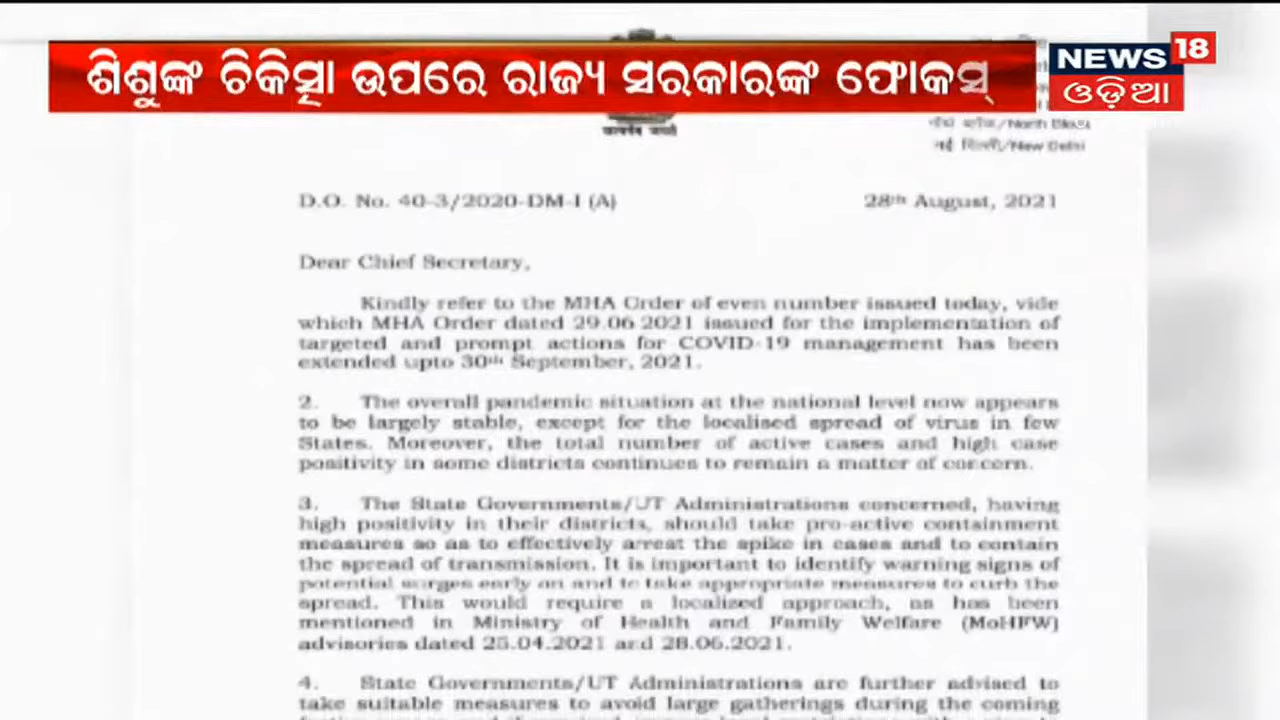 ଶିଶୁଙ୍କ ଚିକିତ୍ସା ଉପରେ ରାଜ୍ୟ ସରକାରଙ୍କ ଫୋକସ୍
NEWS 18
ଓଡ଼ିଆ
सत्यमेव जयते
नॉर्थ ब्लॉक/North Block
नई दिल्ली/New Delhi
D.O. No. 40-3/2020-DM-I (A) 28th August, 2021
Dear Chief Secretary,
Kindly refer to the MHA Order of even number issued today, vide
which MHA Order dated 29.06.2021 issued for the implementation of
targeted and prompt actions for COVID-19 management has been
extended upto 30th September, 2021.
2. The overall pandemic situation at the national level now appears
to be largely stable, except for the localised spread of virus in few
States. Moreover, the total number of active cases and high case
positivity in some districts continues to remain a matter of concern.
3. The State Governments/UT Administrations concerned, having
high positivity in their districts, should take pro-active containment
measures so as to effectively arrest the spike in cases and to contain
the spread of transmission. It is important to identify warning signs of
potential surges early on and to take appropriate measures to curb the
spread. This would require a localised approach, as has been
mentioned in Ministry of Health and Family Welfare (MoHFW)
advisories dated 25.04.2021 and 28.06.2021.
4. State Governments/UT Administrations are further advised to
take suitable measures to avoid large gatherings during the coming